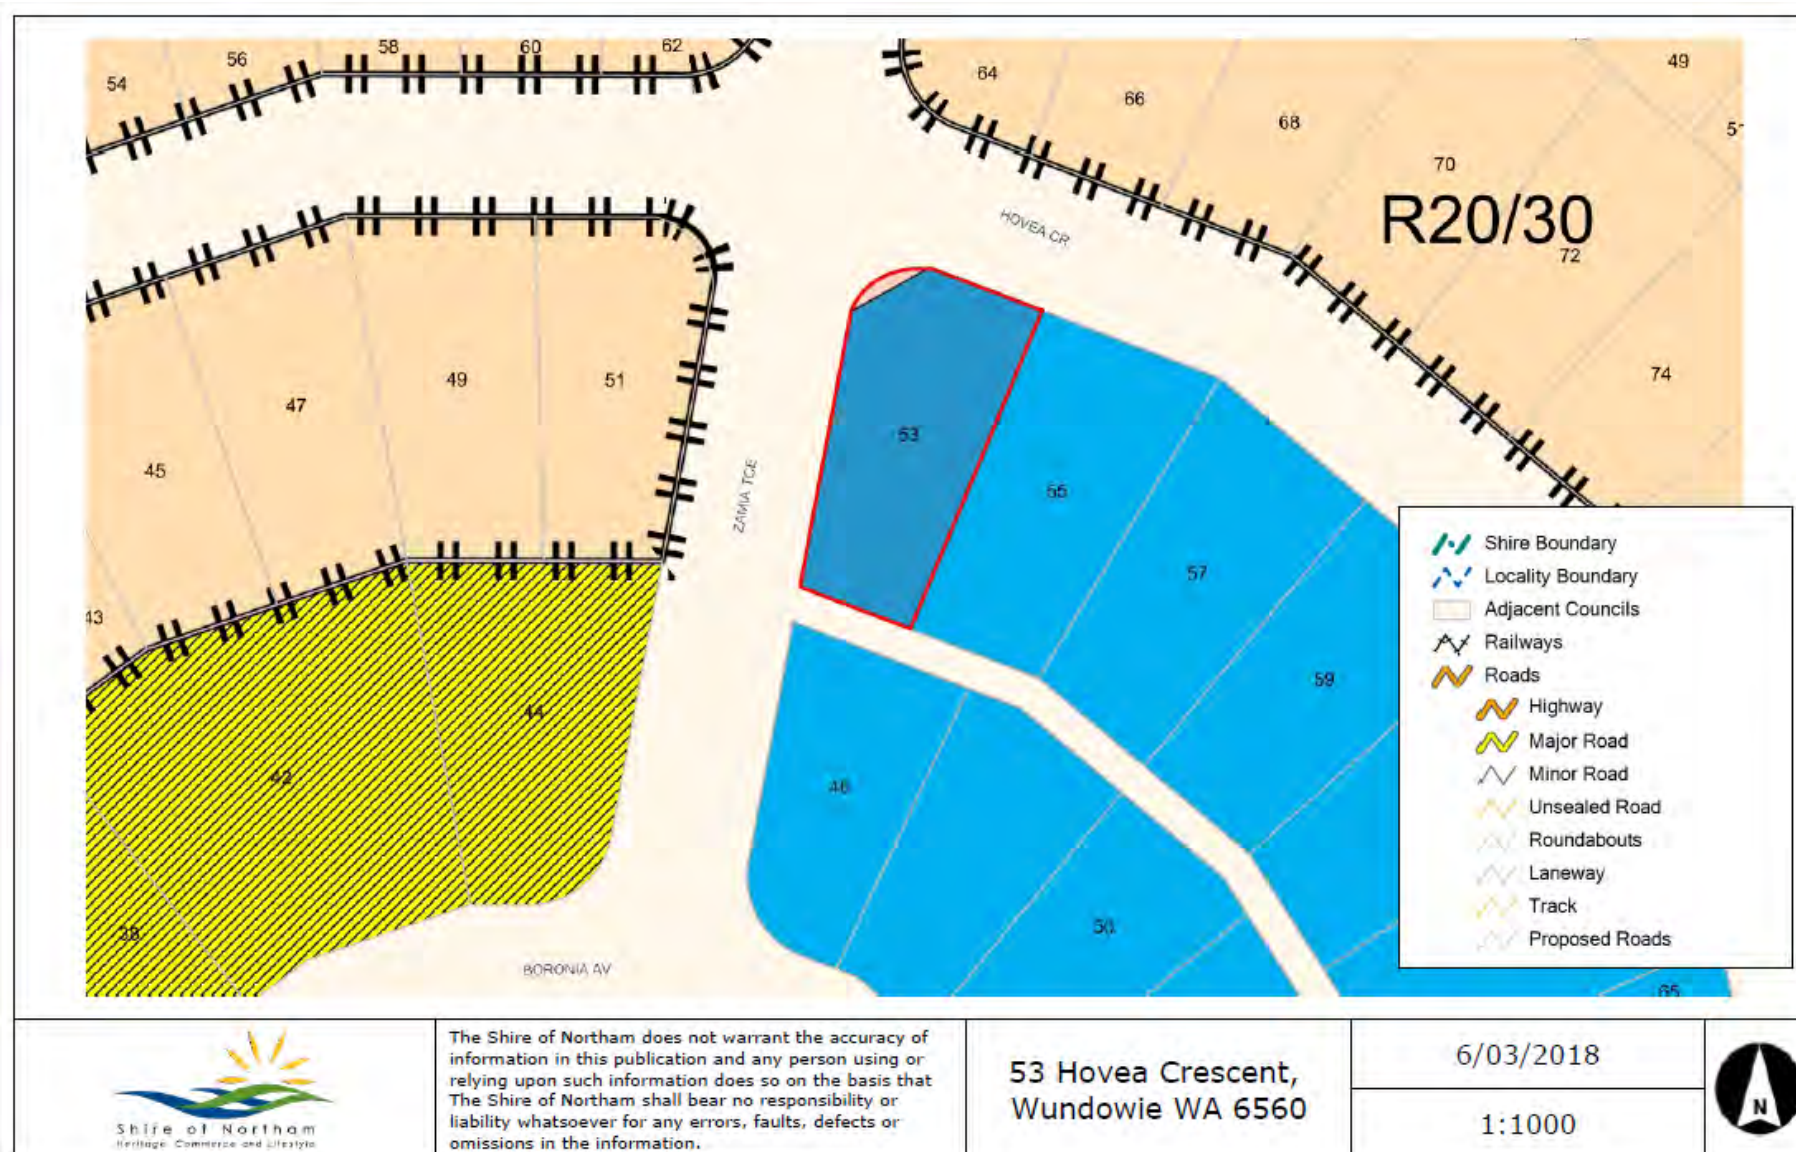 54
56
58
60
62
64
66
68
49
70
R20/30
72
74
HOVEA CR
45
47
49
51
53
55
57
59
ZAMIA TCE
43
44
42
38
46
BORONIA AV
65
Shire Boundary
Locality Boundary
Adjacent Councils
Railways
Roads
Highway
Major Road
Minor Road
Unsealed Road
Roundabouts
Laneway
Track
Proposed Roads
Shire of Northam
Heritage, Commerce and Lifestyle
The Shire of Northam does not warrant the accuracy of
information in this publication and any person using or
relying upon such information does so on the basis that
The Shire of Northam shall bear no responsibility or
liability whatsoever for any errors, faults, defects or
omissions in the information.
53 Hovea Crescent,
Wundowie WA 6560
6/03/2018
1:1000
N